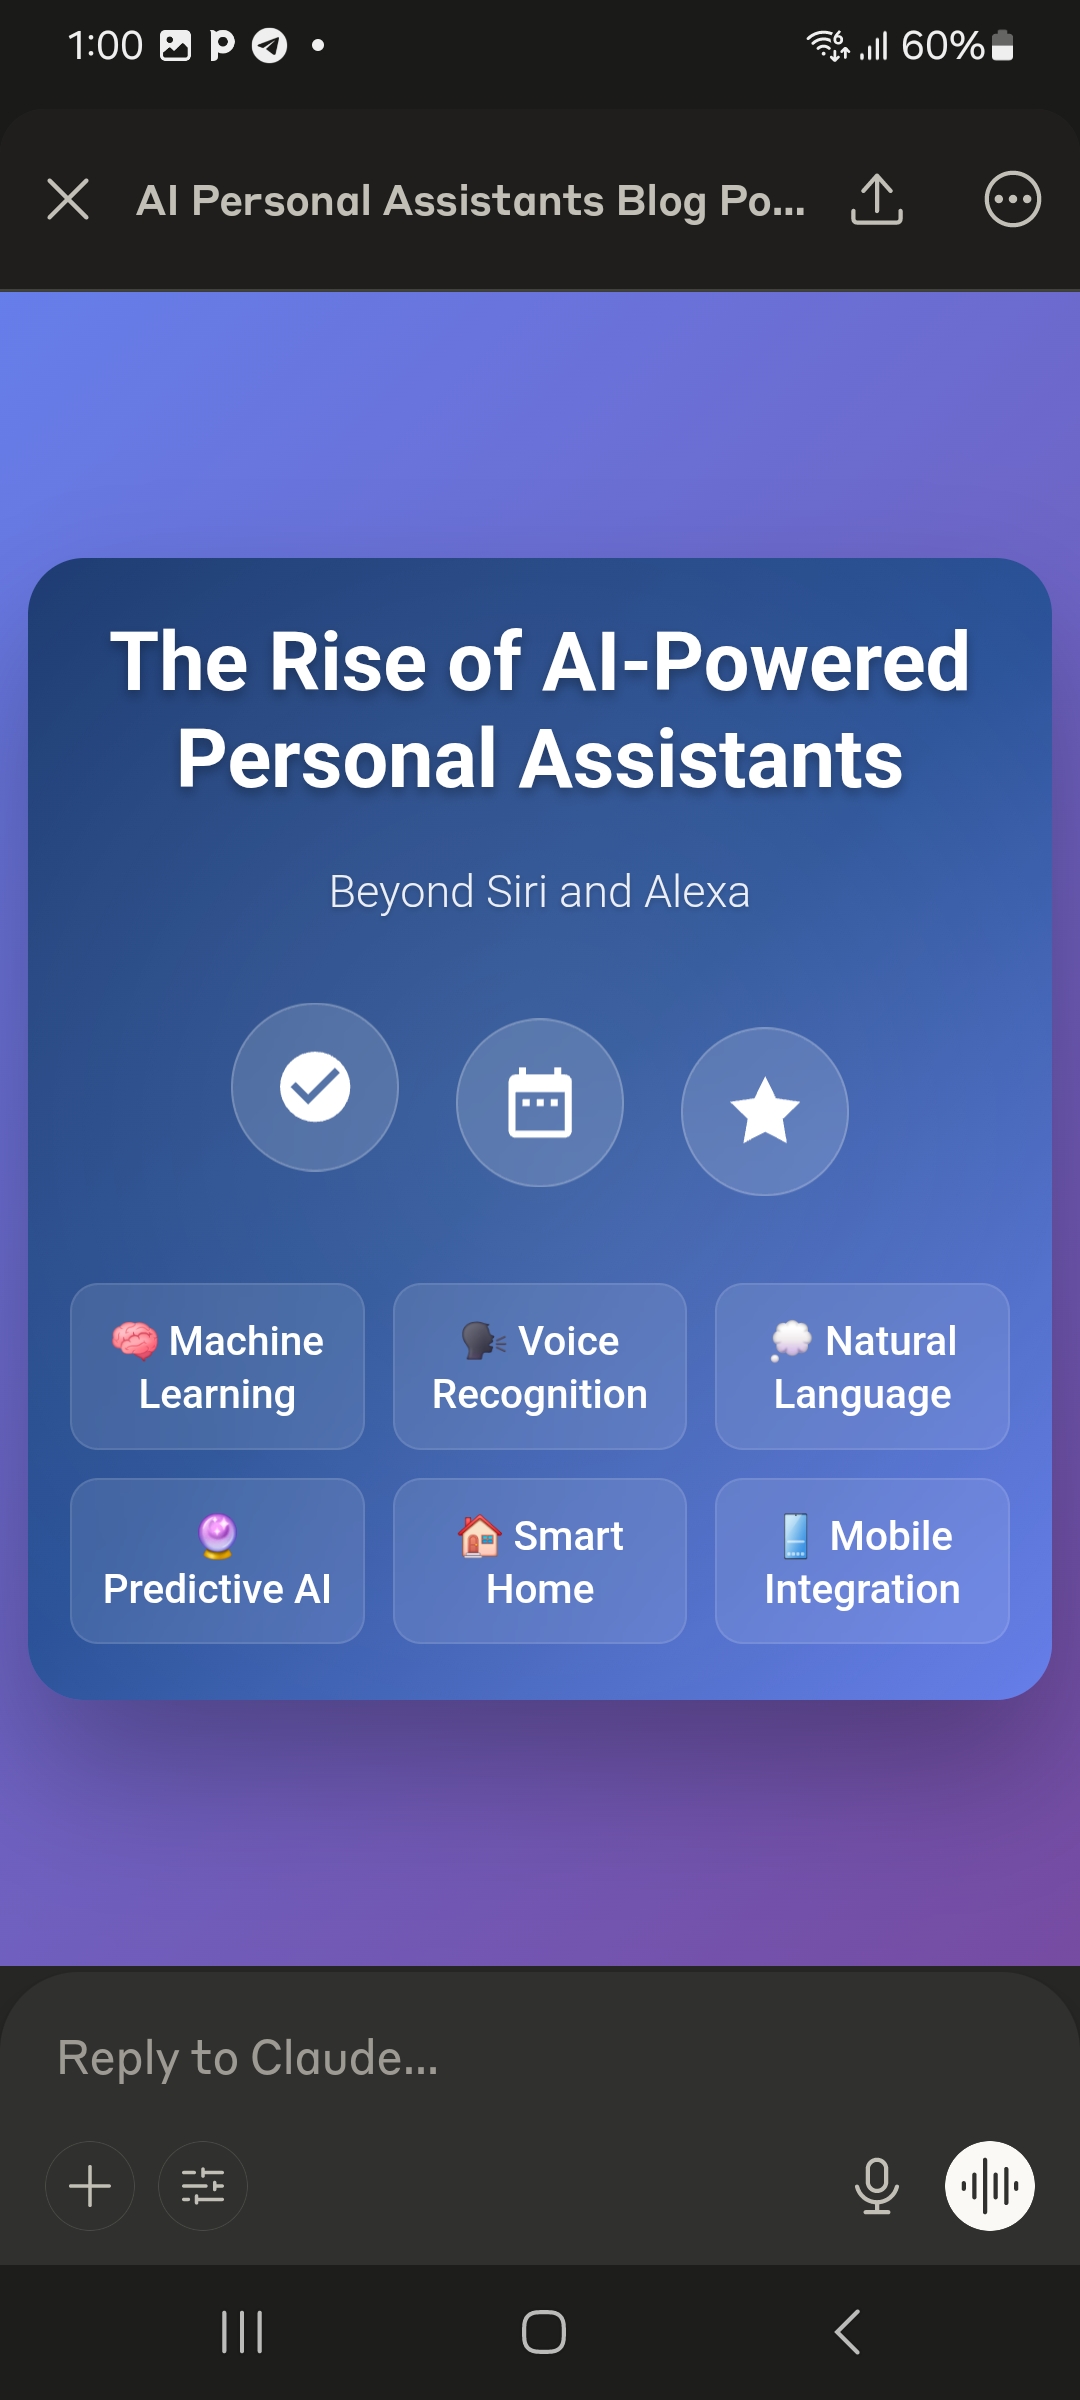 1:00
60%
AI Personal Assistants Blog Po...
The Rise of AI-Powered
Personal Assistants
Beyond Siri and Alexa
Machine
Learning
Voice
Recognition
Natural
Language
Predictive AI
Smart
Home
Mobile
Integration
Reply to Claude...